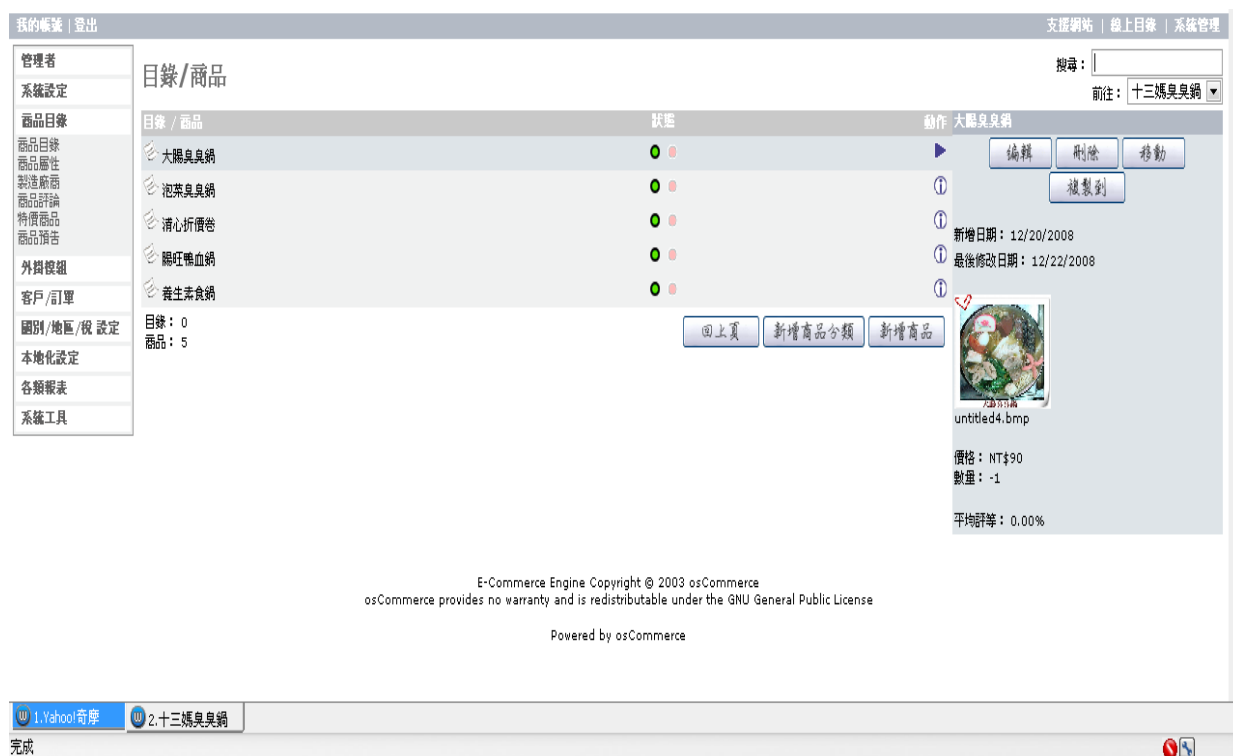 我的帳號 | 登出
支援網站 | 線上目錄 | 系統管理
管理者
系統設定
商品目錄
商品目錄
商品屬性
製造廠商
商品評論
特價商品
商品預告
外掛模組
客戶/訂單
國別/地區/稅 設定
本地化設定
各類報表
系統工具
目錄/商品
搜尋：
前往： 十三媽臭臭鍋
目錄 / 商品 狀態 動作
大腸臭臭鍋
泡菜臭臭鍋
清心折價卷
腸旺鴨血鍋
養生素食鍋
目錄： 0
商品： 5
回上頁 新增商品分類 新增商品
大腸臭臭鍋
編輯 刪除 移動
複製到
新增日期： 12/20/2008
最後修改日期： 12/22/2008
untitled4.bmp
價格： NT$90
數量： -1
平均評等： 0.00%
E-Commerce Engine Copyright © 2003 osCommerce
osCommerce provides no warranty and is redistributable under the GNU General Public License
Powered by osCommerce
1.Yahoo!奇摩 2.十三媽臭臭鍋
完成